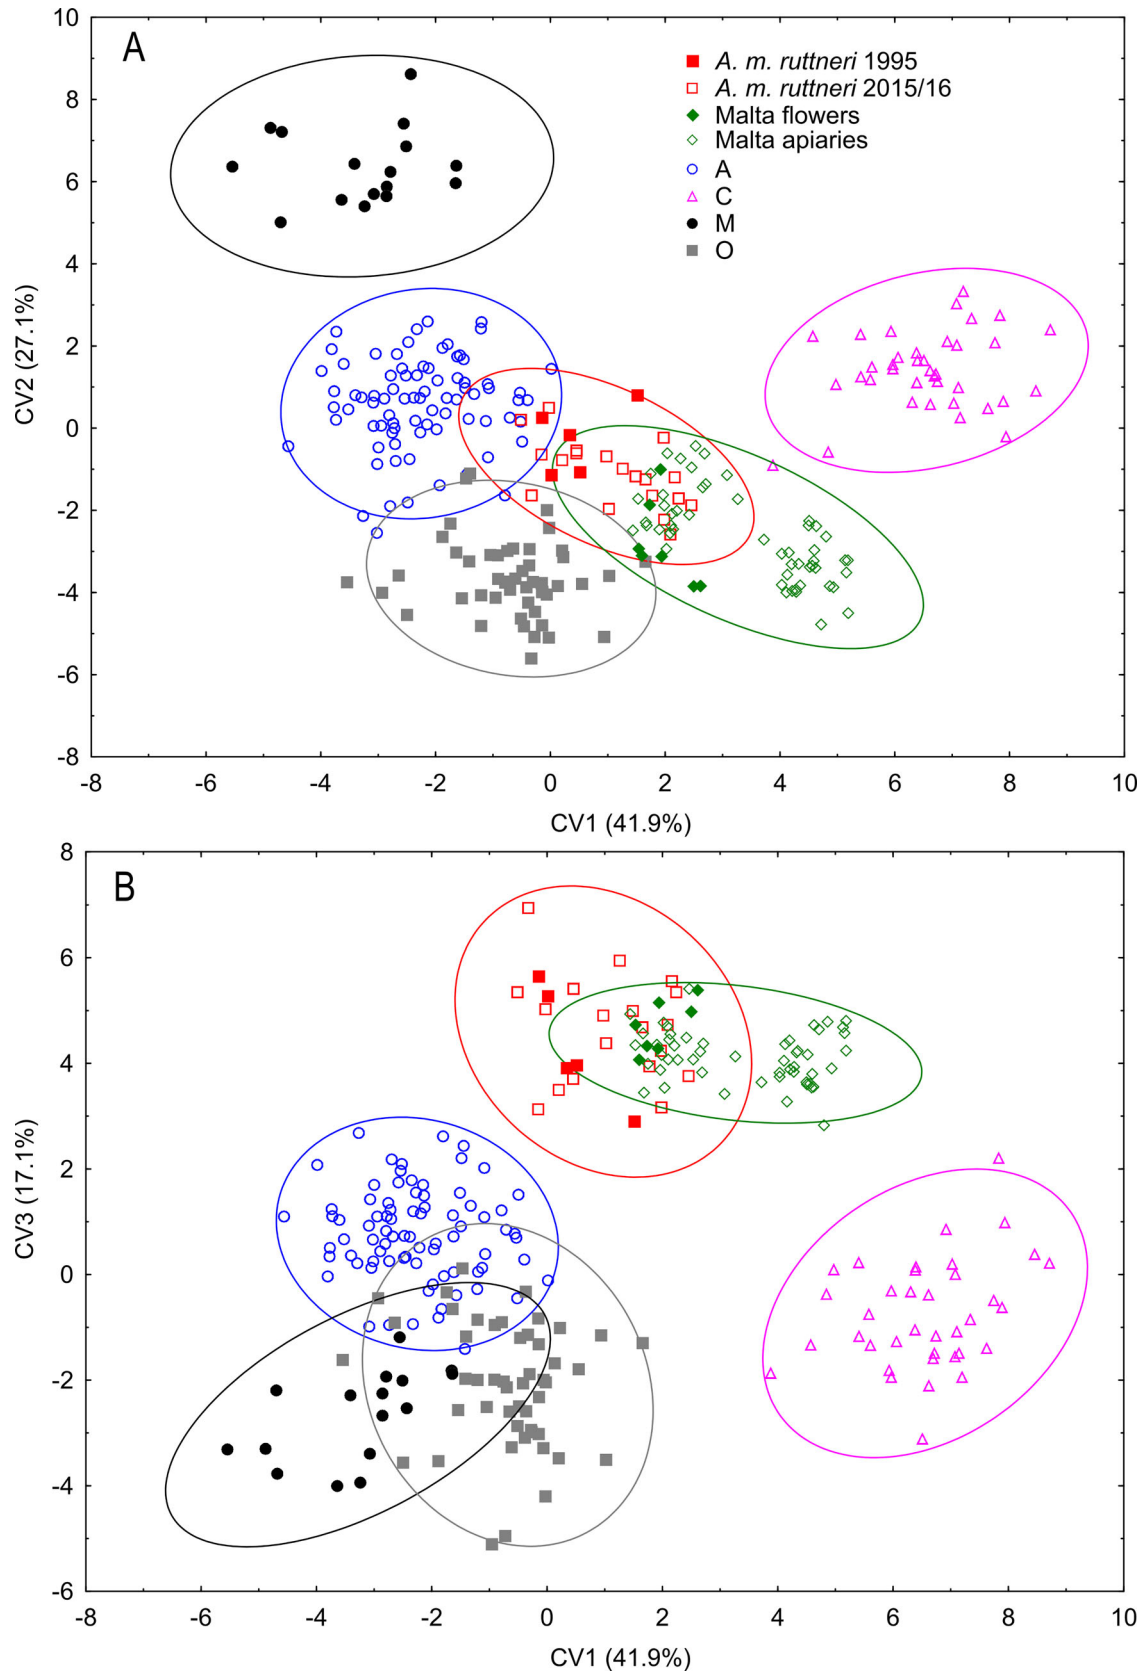 A
10
8
6
4
2
0
-2
-4
-6
-8
CV2 (27.1%)
A. m. ruttneri 1995
A. m. ruttneri 2015/16
Malta flowers
Malta apiaries
A
C
M
O
-8 -6 -4 -2 0 2 4 6 8 10
CV1 (41.9%)
B
8
6
4
2
0
-2
-4
-6
CV3 (17.1%)
-8 -6 -4 -2 0 2 4 6 8 10
CV1 (41.9%)